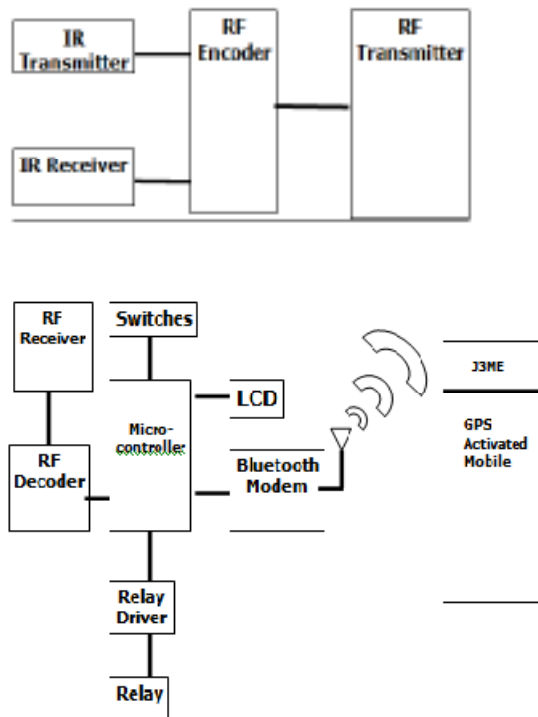 IR
Transmitter
RF
Encoder
RF
Transmitter
IR Receiver
RF
Receiver
Switches
Micro-
controller
LCD
RF
Decoder
Bluetooth
Modem
J3ME
GPS
Activated
Mobile
Relay
Driver
Relay